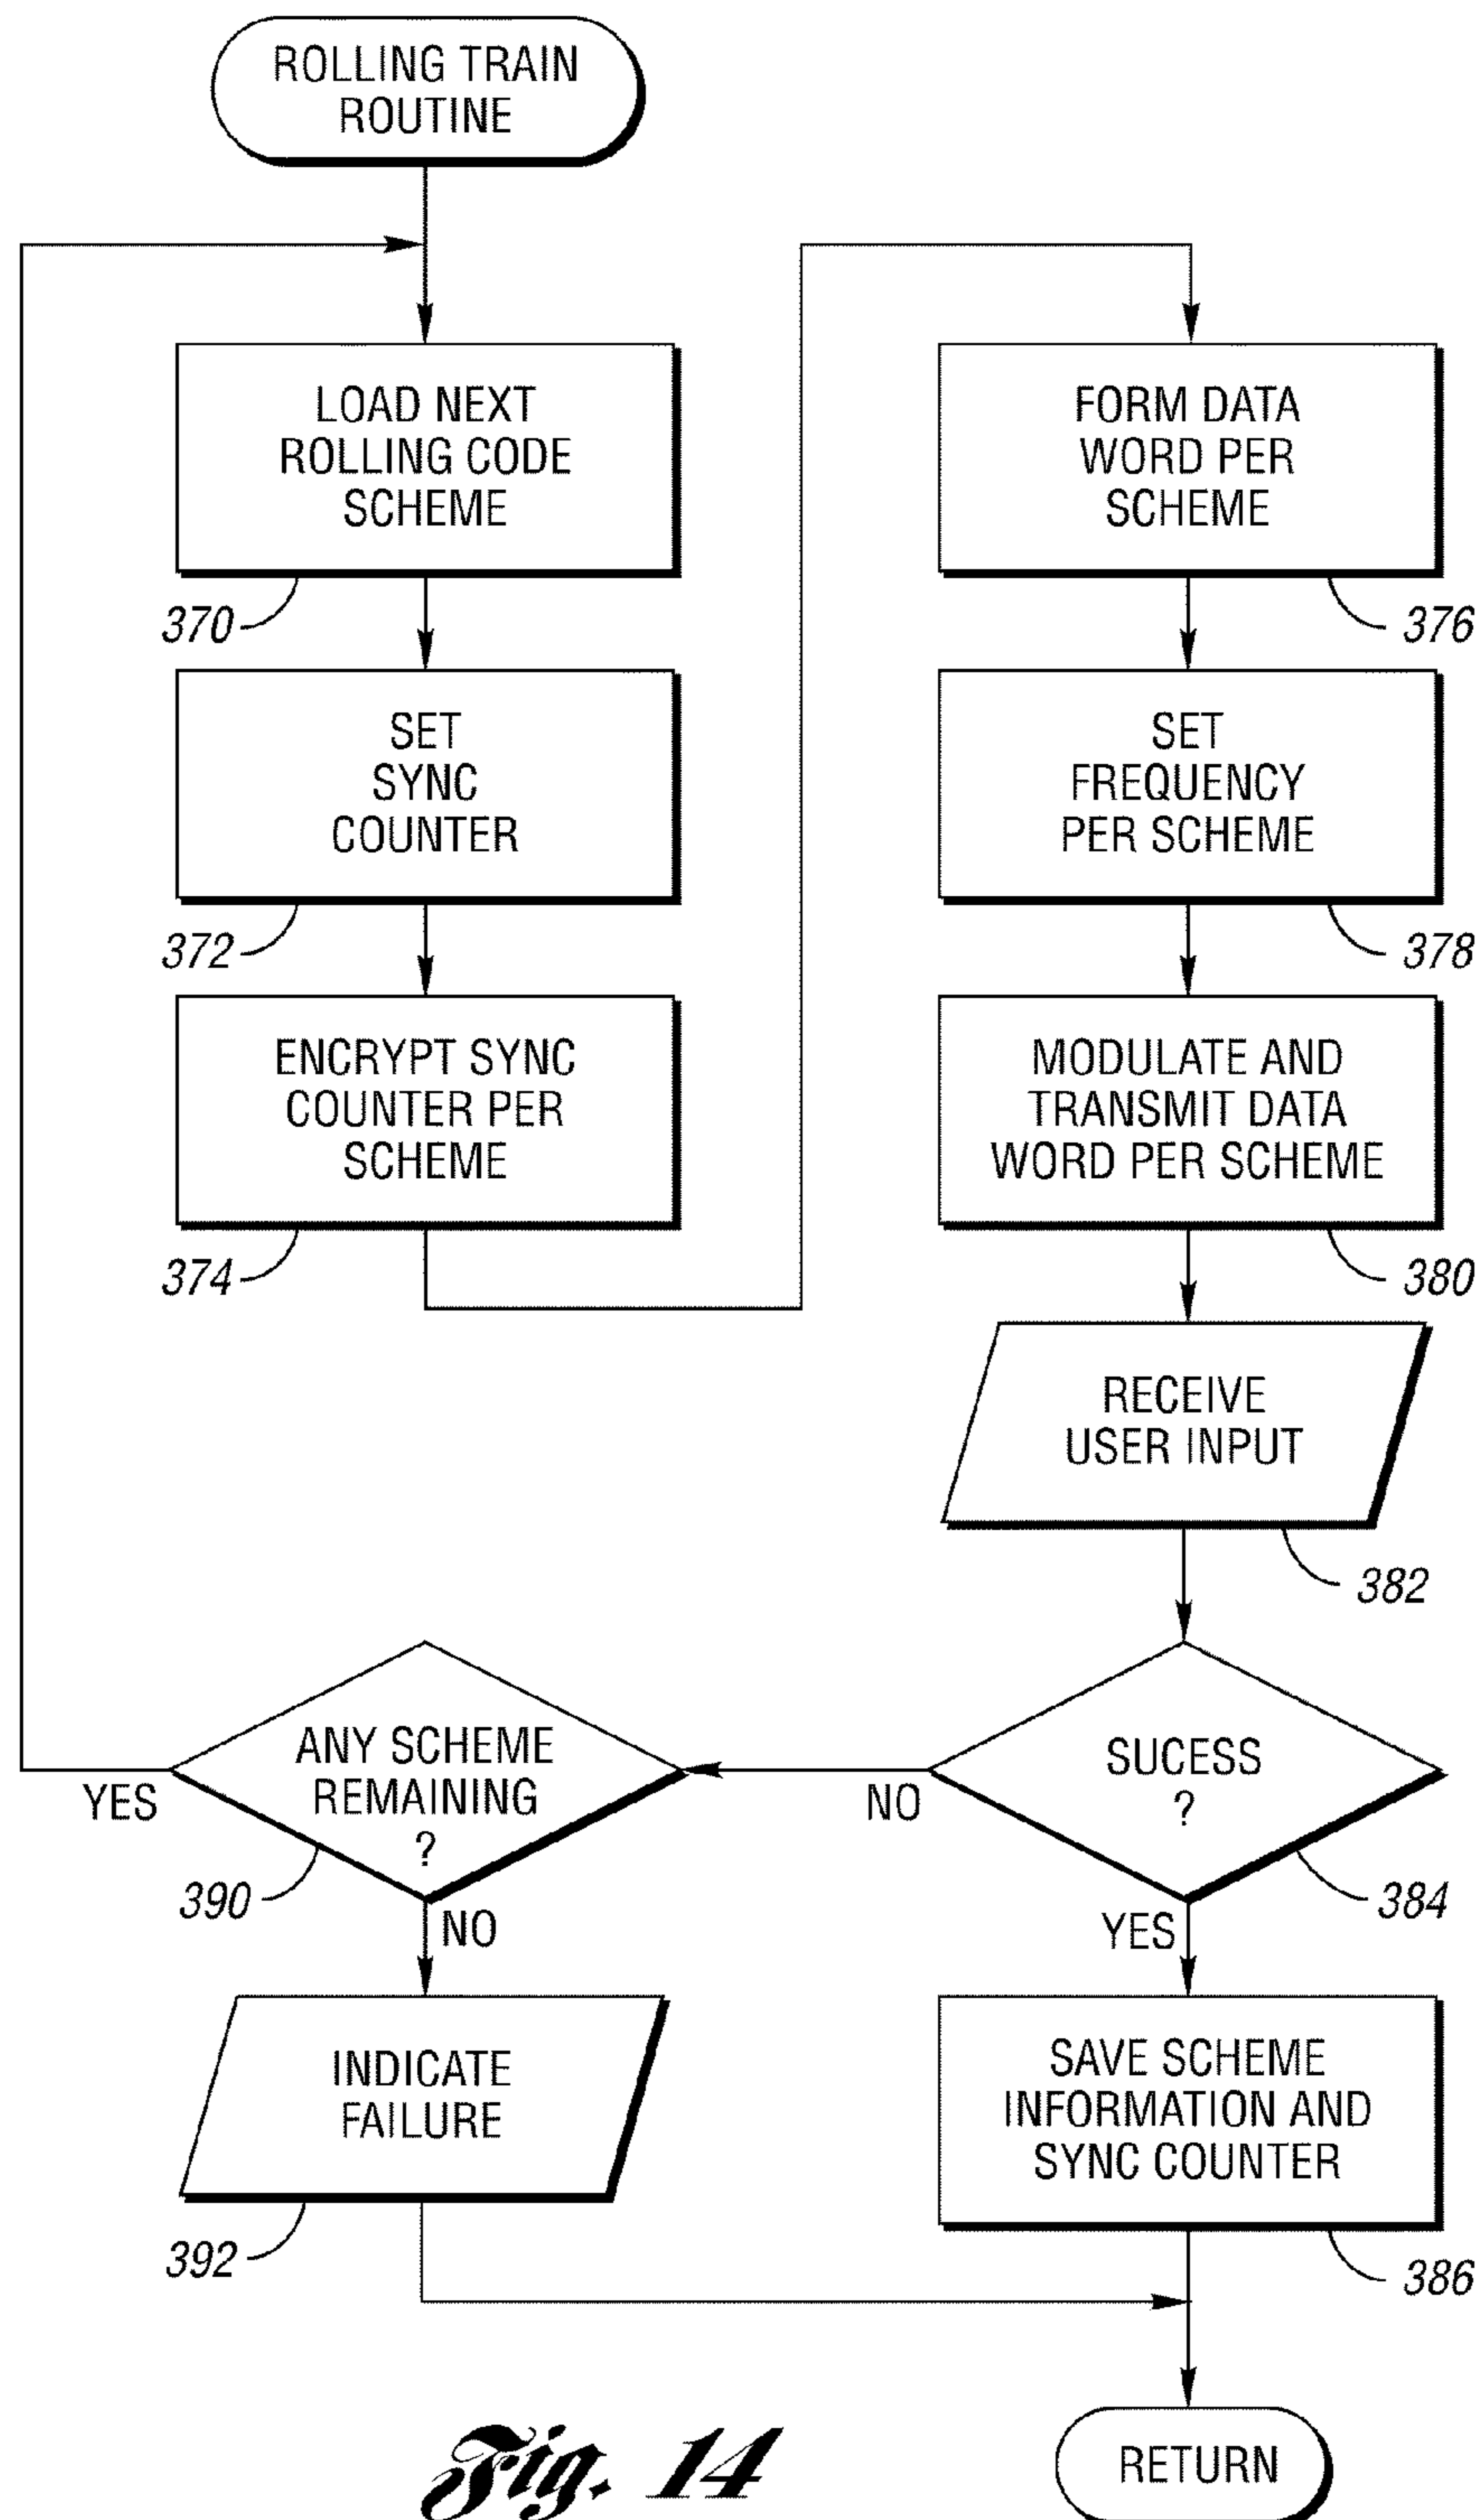 ROLLING TRAIN
ROUTINE
LOAD NEXT
ROLLING CODE
SCHEME
370
SET
SYNC
COUNTER
372
ENCRYPT SYNC
COUNTER PER
SCHEME
374
FORM DATA
WORD PER
SCHEME
376
SET
FREQUENCY
PER SCHEME
378
MODULATE AND
TRANSMIT DATA
WORD PER SCHEME
380
RECEIVE
USER INPUT
382
SUCESS
?
384
NO
YES
ANY SCHEME
REMAINING
?
390
YES
NO
INDICATE
FAILURE
392
SAVE SCHEME
INFORMATION AND
SYNC COUNTER
386
RETURN
Fig. 14